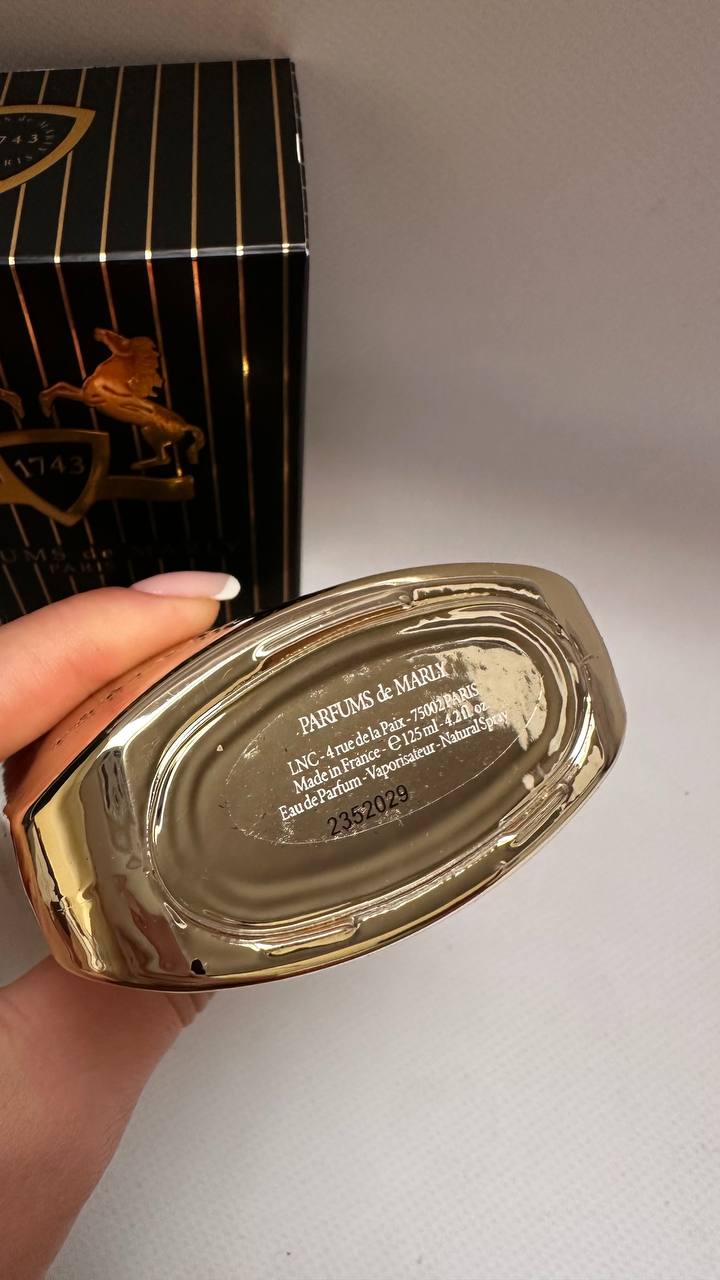 1743
1743
PARIS
PARFUMS de MARLY
LNC - 4 rue de la Paix - 75002 PARIS
Made in France - ℮ 125 ml - 4.2 fl. oz
Eau de Parfum - Vaporisateur - Natural Spray
2352029